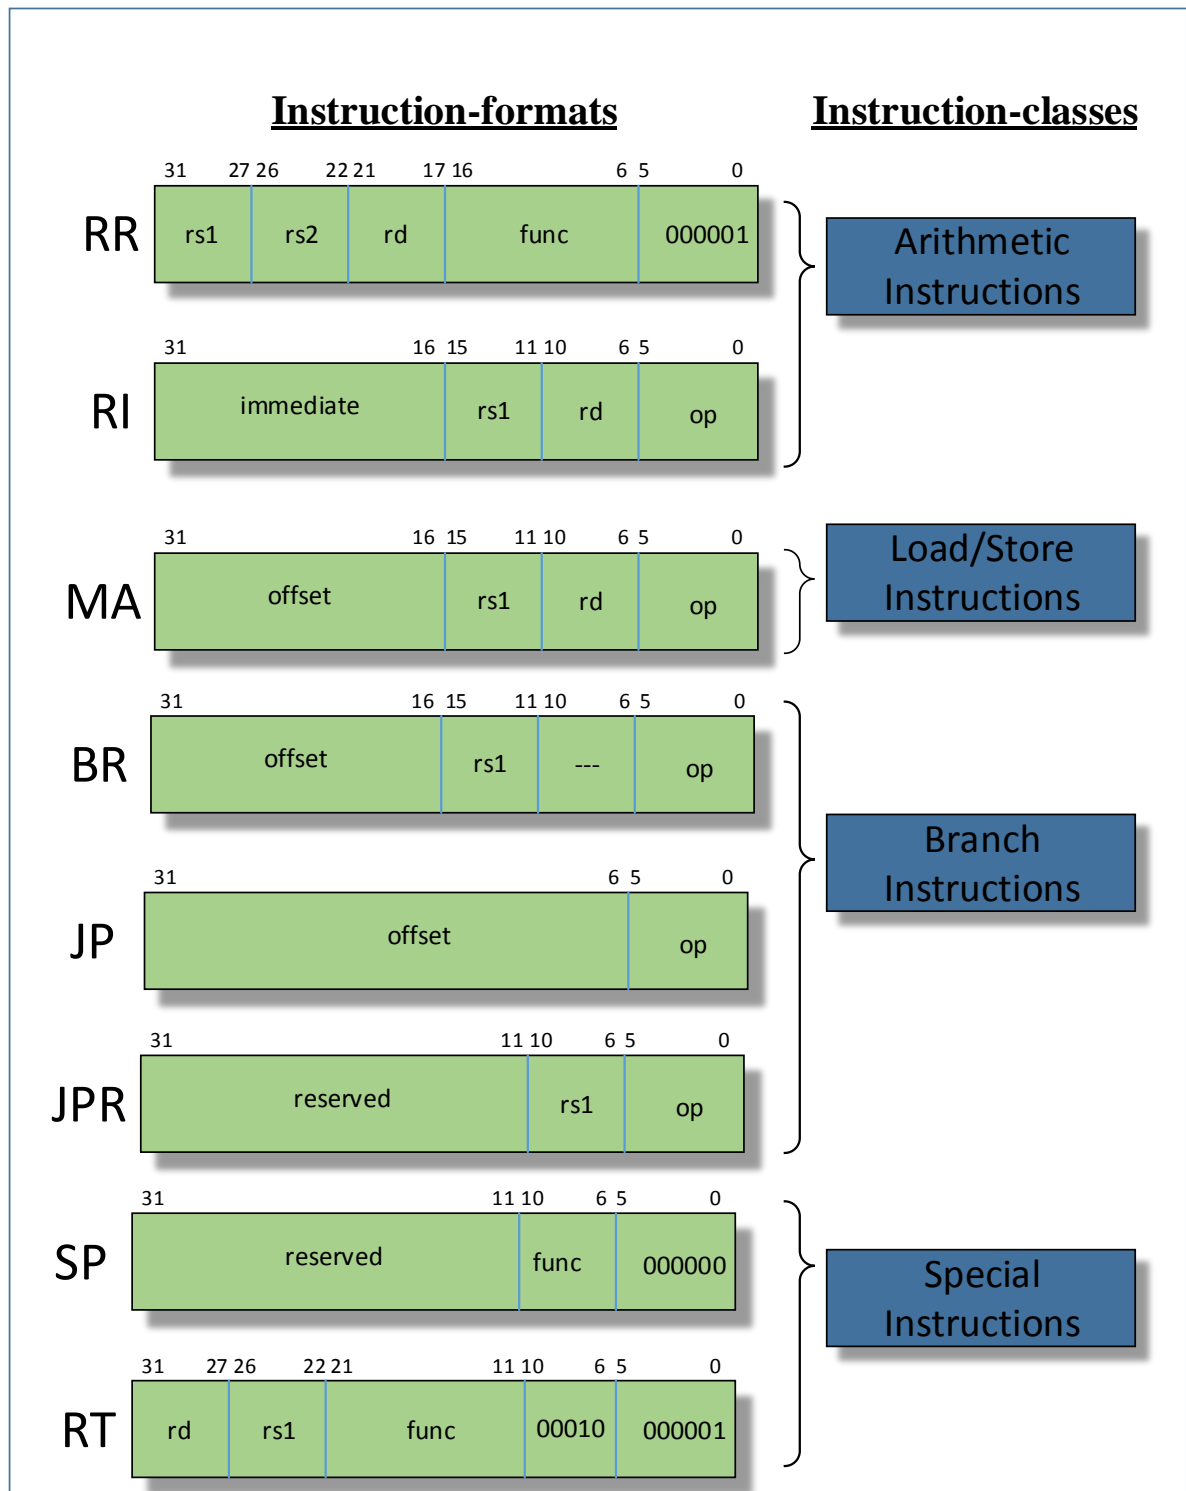 Instruction-formats Instruction-classes
31 27 26 22 21 17 16 6 5 0
RR rs1 rs2 rd func 000001
Arithmetic
Instructions
31 16 15 11 10 6 5 0
RI immediate rs1 rd op
31 16 15 11 10 6 5 0
MA offset rs1 rd op
Load/Store
Instructions
31 16 15 11 10 6 5 0
BR offset rs1 --- op
Branch
Instructions
31 6 5 0
JP offset op
31 11 10 6 5 0
JPR reserved rs1 op
31 11 10 6 5 0
SP reserved func 000000
Special
Instructions
31 27 26 22 21 11 10 6 5 0
RT rd rs1 func 00010 000001